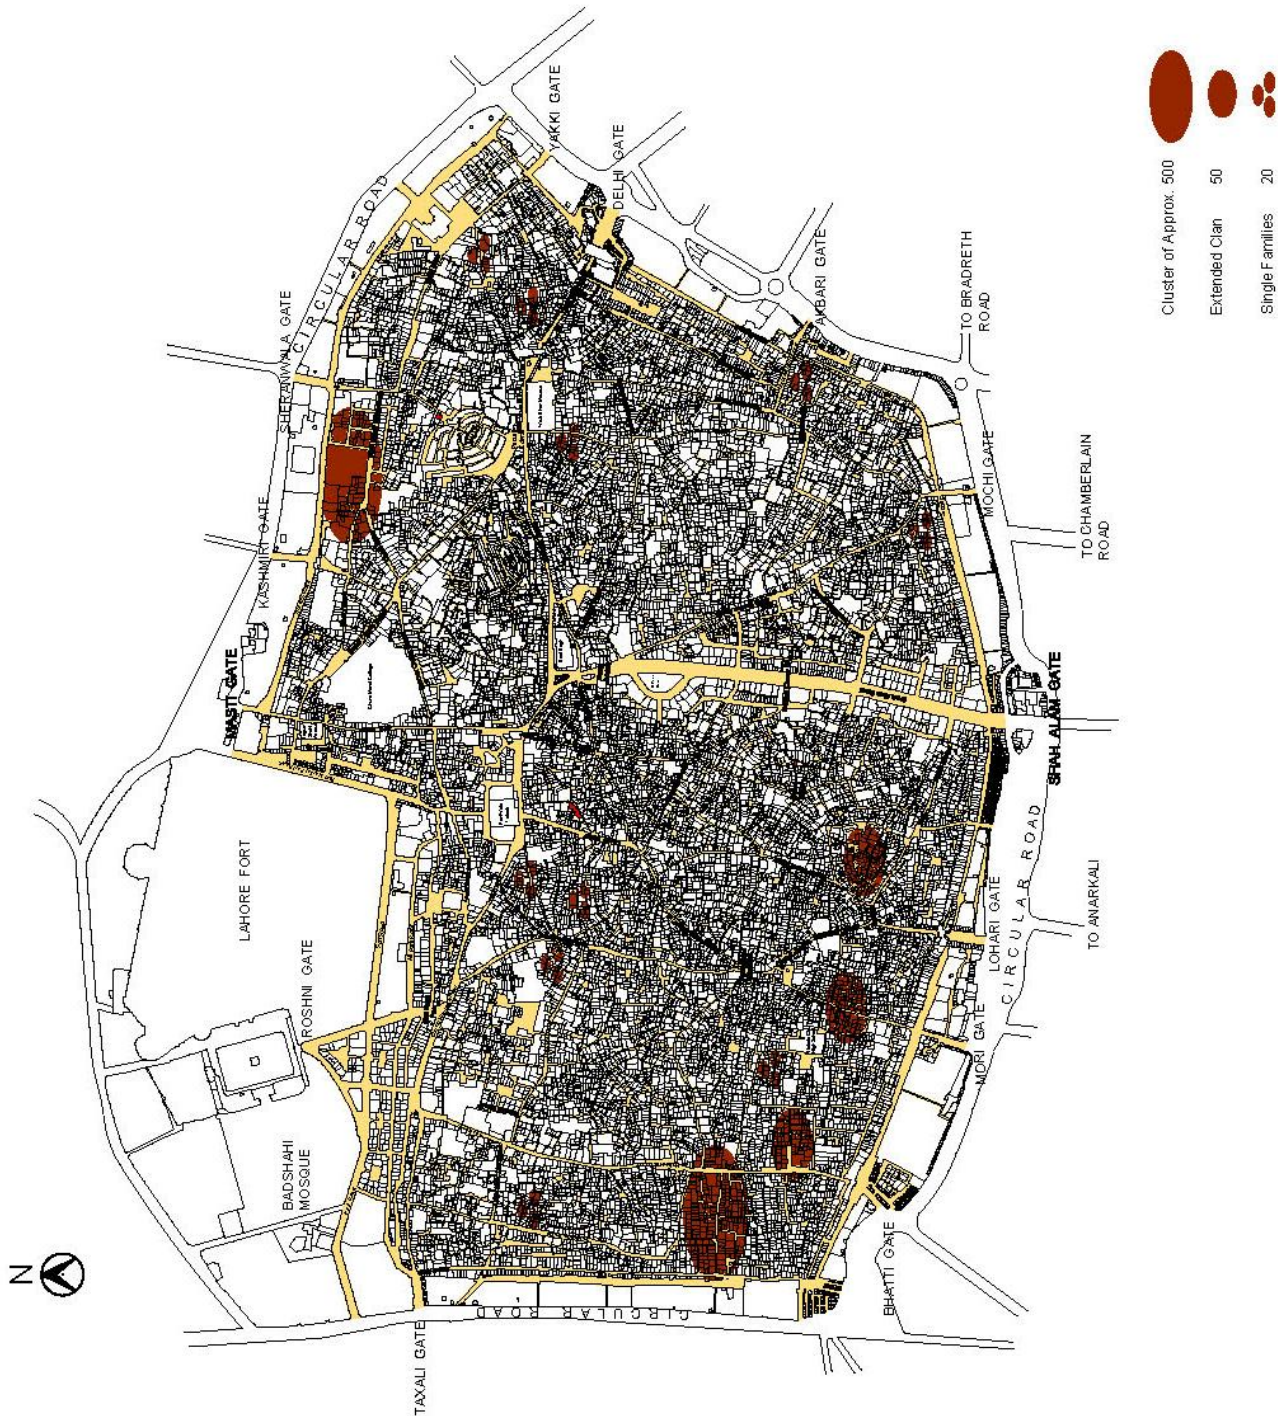 N
YAKKI GATE
DELHI GATE
CIRCULAR ROAD
SHERANWALA GATE
AKBARI GATE
TO BRADRETH
ROAD
KASHMIRI GATE
MOCHI GATE
TO CHAMBERLAIN
ROAD
MASTI GATE
SHAH ALAMI GATE
LAHORE FORT
ROSHNI GATE
LOHARI GATE
CIRCULAR ROAD
TO ANARKALI
MORI GATE
BADSHAHI
MOSQUE
BHATTI GATE
CIRCULAR ROAD
TAXALI GATE
Cluster of Approx. 500
Extended Clan 50
Single Families 20